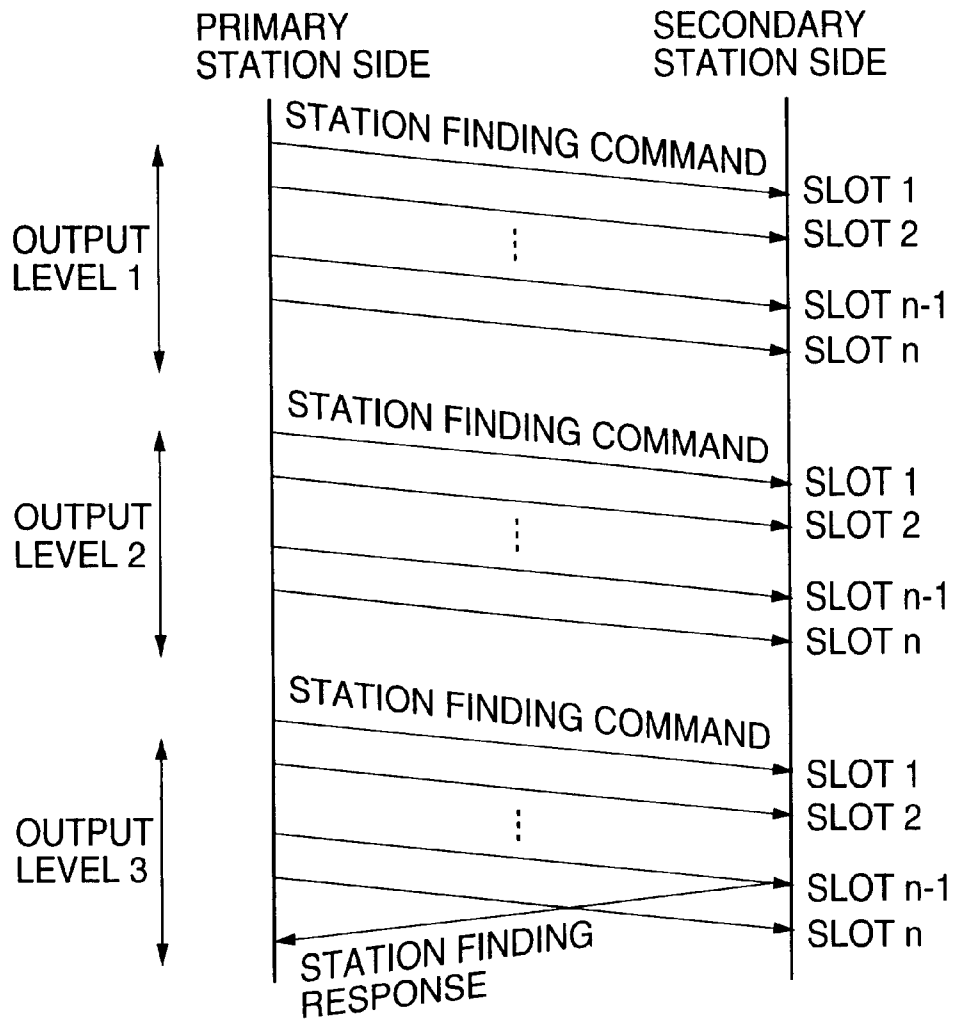 PRIMARY
STATION SIDE
SECONDARY
STATION SIDE
STATION FINDING COMMAND
OUTPUT
LEVEL 1
SLOT 1
SLOT 2
SLOT n-1
SLOT n
STATION FINDING COMMAND
OUTPUT
LEVEL 2
SLOT 1
SLOT 2
SLOT n-1
SLOT n
STATION FINDING COMMAND
OUTPUT
LEVEL 3
SLOT 1
SLOT 2
SLOT n-1
SLOT n
STATION FINDING
RESPONSE